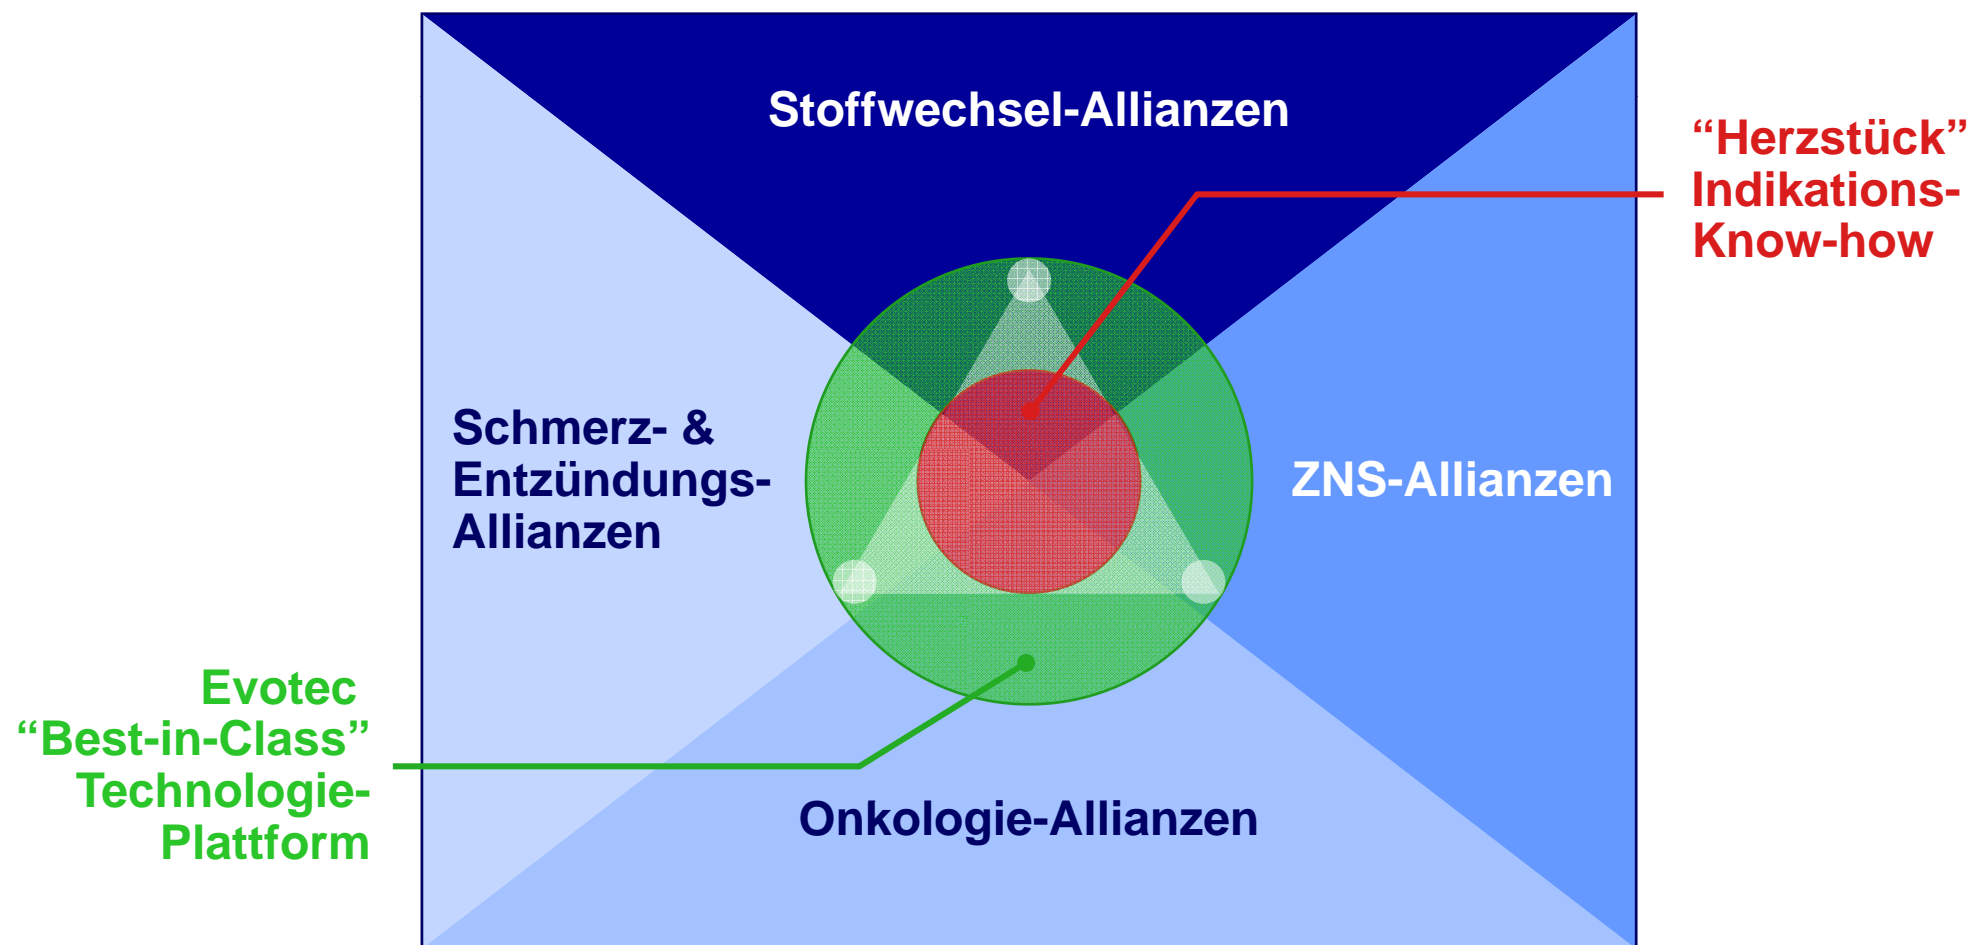 Stoffwechsel-Allianzen
“Herzstück”
Indikations-
Know-how
Schmerz- &
Entzündungs-
Allianzen
ZNS-Allianzen
Evotec
“Best-in-Class”
Technologie-
Plattform
Onkologie-Allianzen